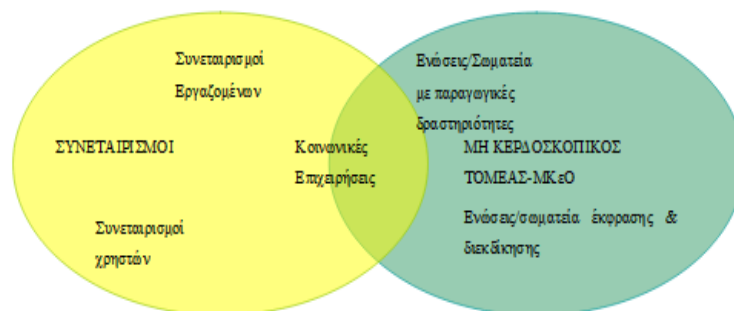 Συνεταιρισμοί
Εργαζομένων
Ενώσεις/Σωματεία
με παραγωγικές
δραστηριότητες
ΣΥΝΕΤΑΙΡΙΣΜΟΙ
Κοινωνικές
Επιχειρήσεις
ΜΗ ΚΕΡΔΟΣΚΟΠΙΚΟΣ
ΤΟΜΕΑΣ-ΜΚεΟ
Συνεταιρισμοί
χρηστών
Ενώσεις/σωματεία έκφρασης &
διεκδίκησης